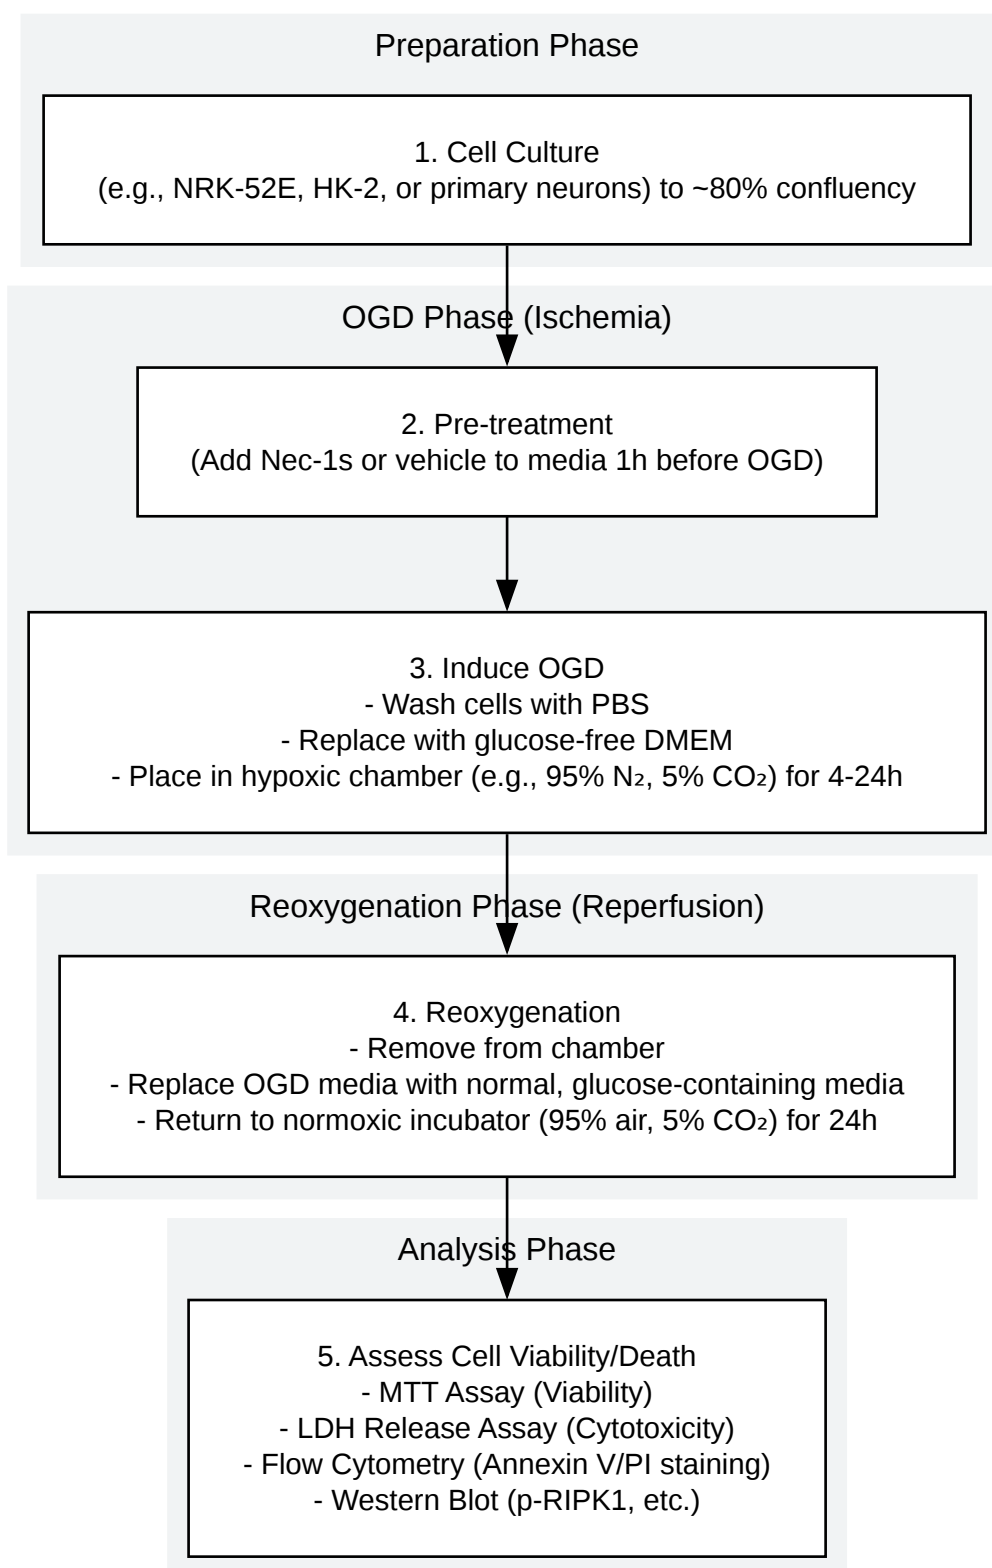 Preparation Phase
1. Cell Culture
(e.g., NRK-52E, HK-2, or primary neurons) to ~80% confluency
OGD Phase (Ischemia)
2. Pre-treatment
(Add Nec-1s or vehicle to media 1h before OGD)
3. Induce OGD
- Wash cells with PBS
- Replace with glucose-free DMEM
- Place in hypoxic chamber (e.g., 95% N₂, 5% CO₂) for 4-24h
Reoxygenation Phase (Reperfusion)
4. Reoxygenation
- Remove from chamber
- Replace OGD media with normal, glucose-containing media
- Return to normoxic incubator (95% air, 5% CO₂) for 24h
Analysis Phase
5. Assess Cell Viability/Death
- MTT Assay (Viability)
- LDH Release Assay (Cytotoxicity)
- Flow Cytometry (Annexin V/PI staining)
- Western Blot (p-RIPK1, etc.)